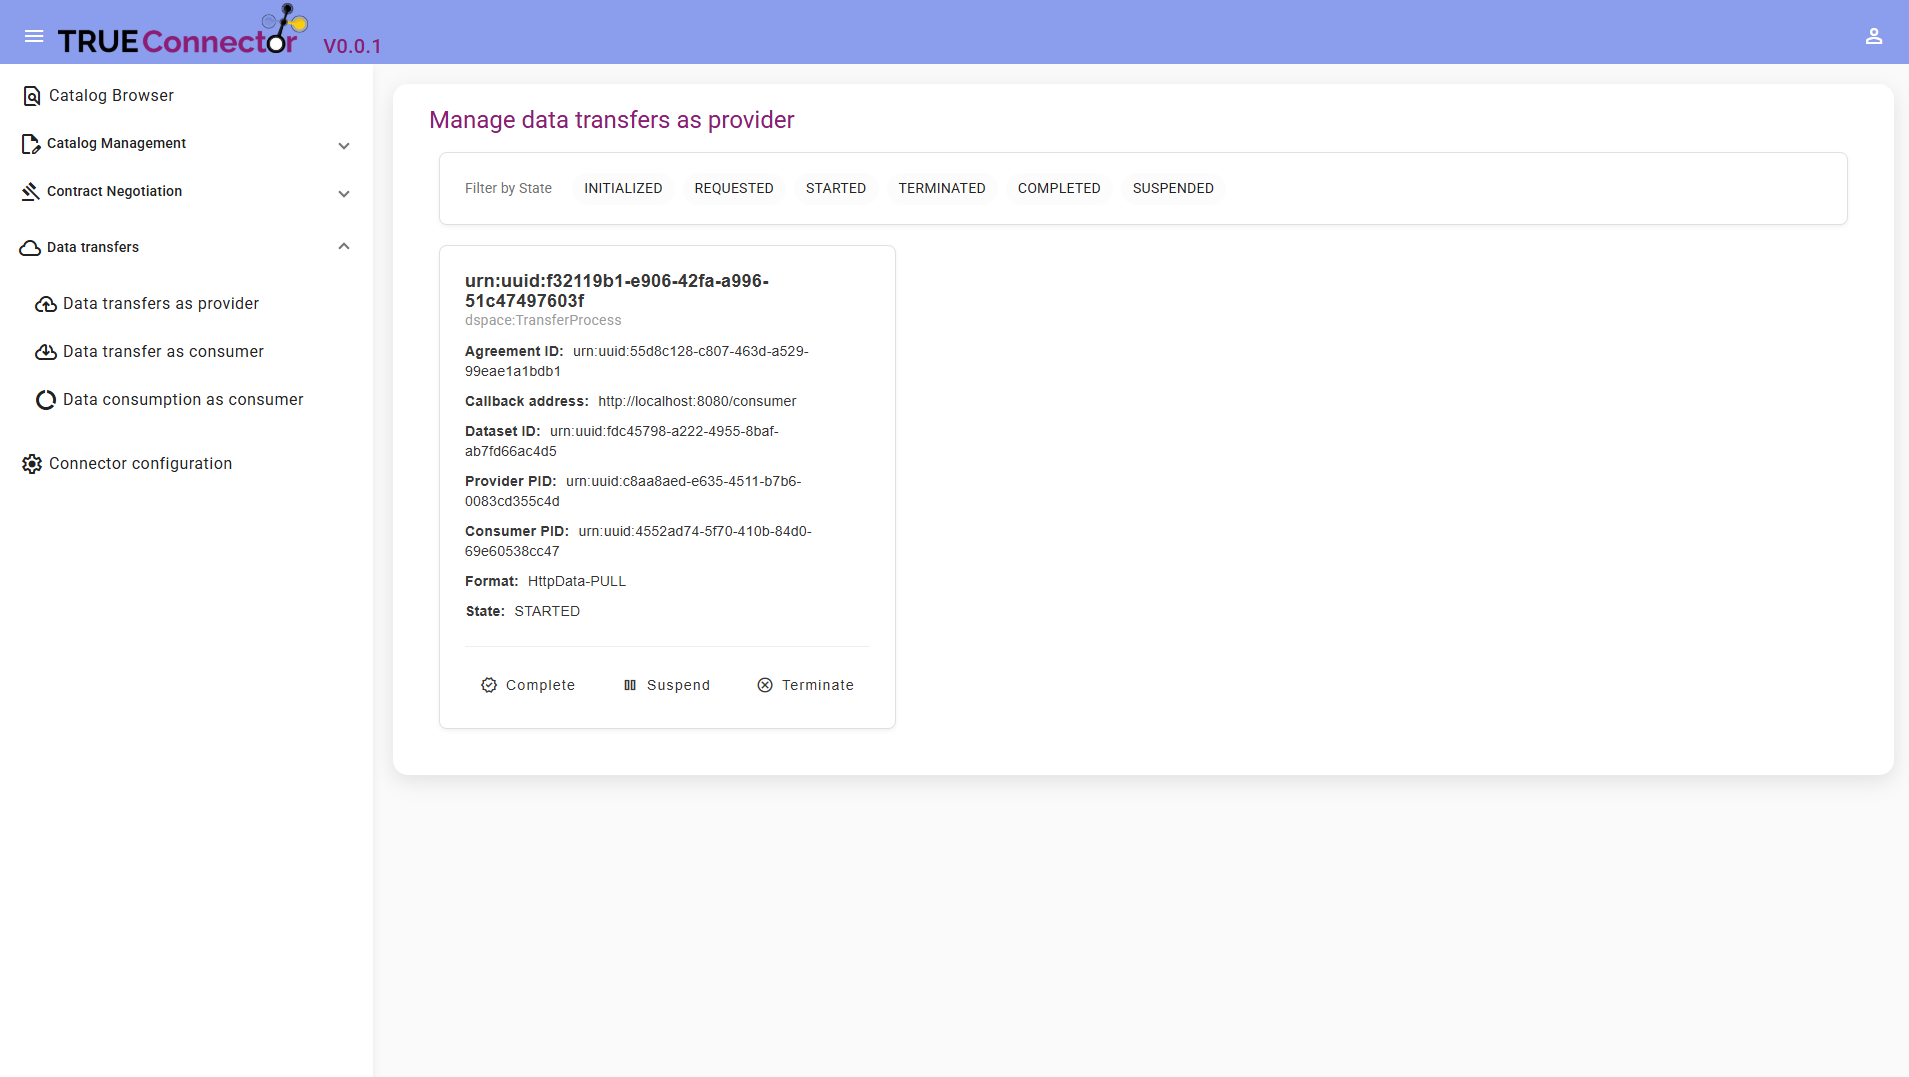 TRUEConnector V0.0.1
Catalog Browser
Catalog Management
Contract Negotiation
Data transfers
Data transfers as provider
Data transfer as consumer
Data consumption as consumer
Connector configuration
Manage data transfers as provider
Filter by State INITIALIZED REQUESTED STARTED TERMINATED COMPLETED SUSPENDED
urn:uuid:f32119b1-e906-42fa-a996-
51c47497603f
dspace:TransferProcess
Agreement ID: urn:uuid:55d8c128-c807-463d-a529-
99eae1a1bdb1
Callback address: http://localhost:8080/consumer
Dataset ID: urn:uuid:fdc45798-a222-4955-8baf-
ab7fd66ac4d5
Provider PID: urn:uuid:c8aa8aed-e635-4511-b7b6-
0083cd355c4d
Consumer PID: urn:uuid:4552ad74-5f70-410b-84d0-
69e60538cc47
Format: HttpData-PULL
State: STARTED
Complete Suspend Terminate